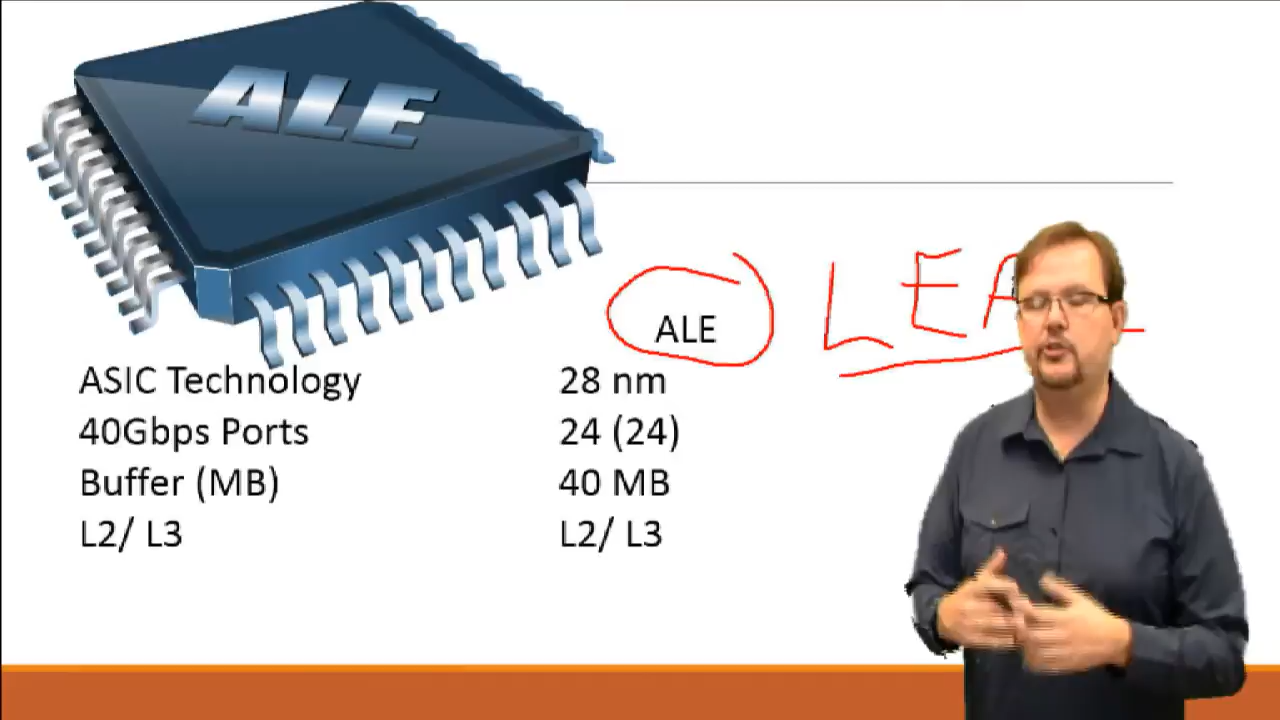 ALE
ALE
ASIC Technology 28 nm
40Gbps Ports 24 (24)
Buffer (MB) 40 MB
L2/ L3 L2/ L3